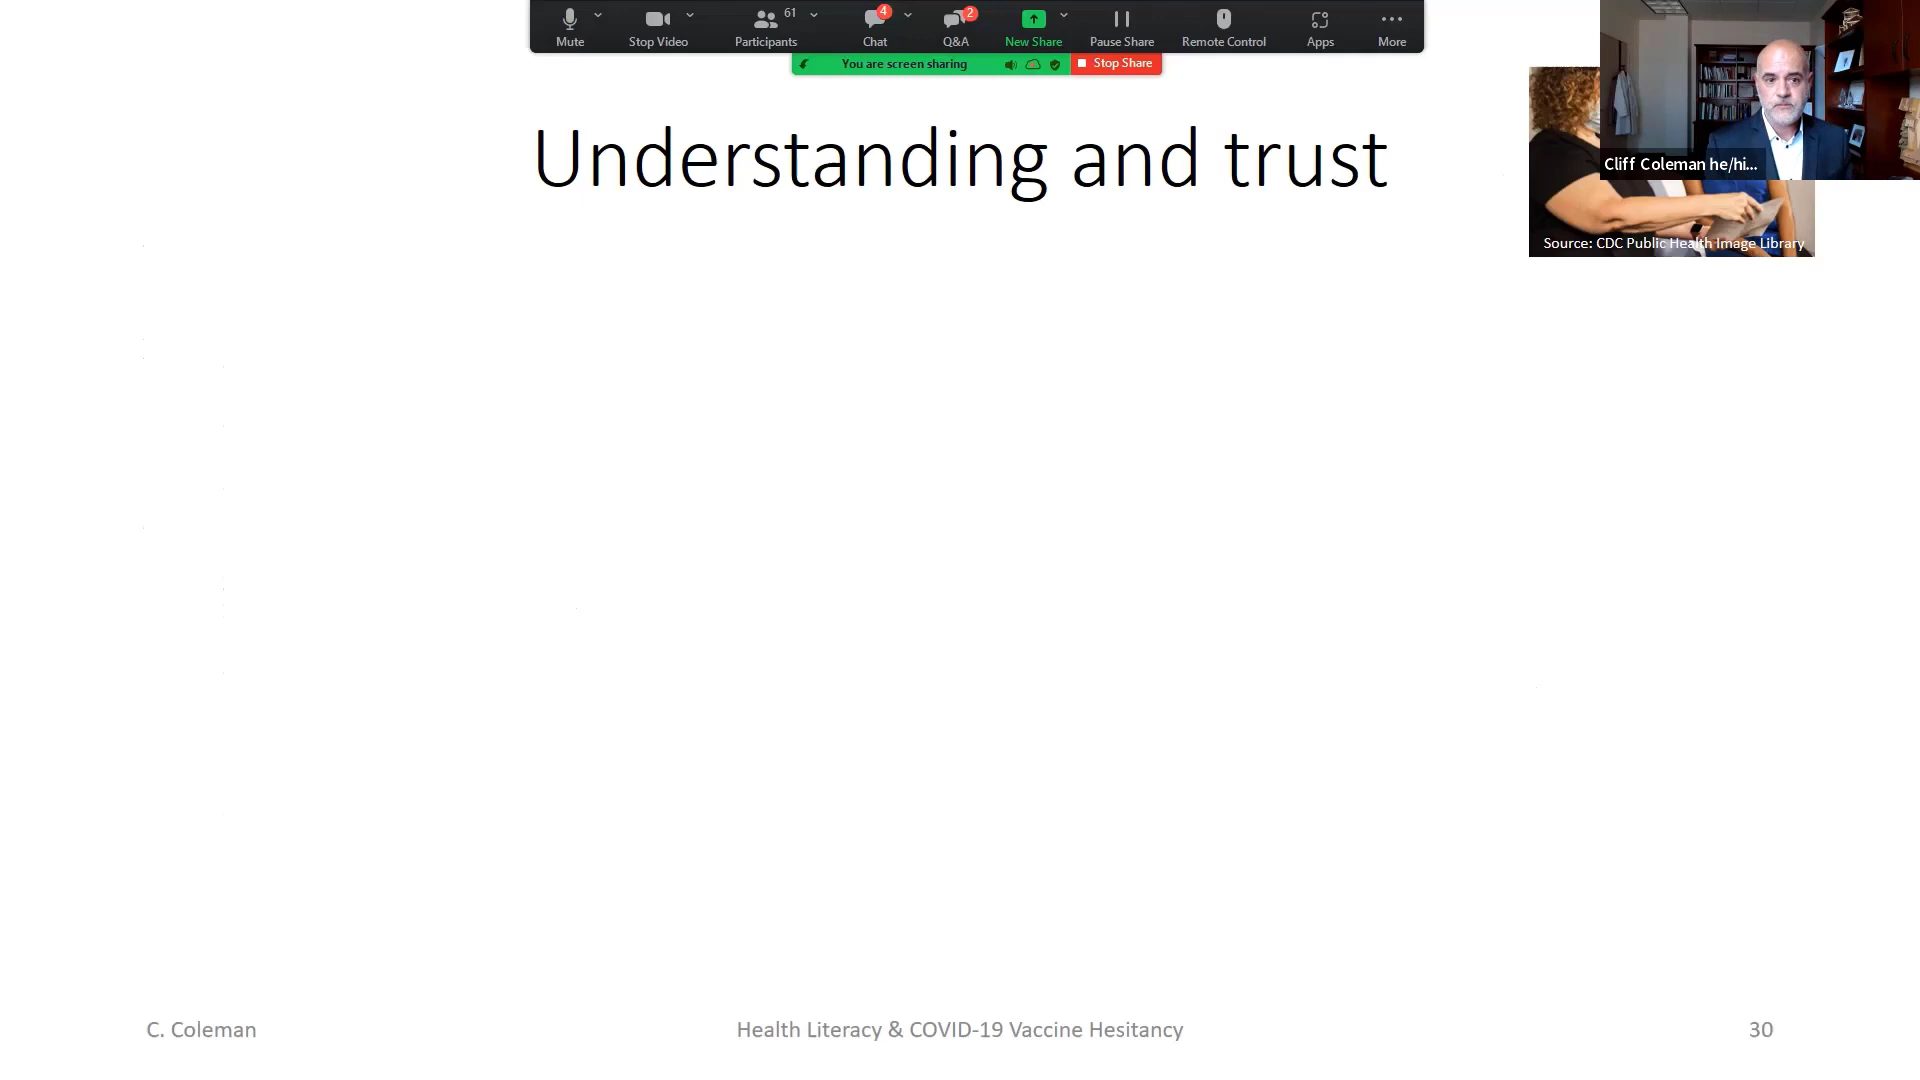 61
4
2
Mute
Stop Video
Participants
Chat
Q&A
New Share
Pause Share
Remote Control
Apps
More
You are screen sharing
Stop Share
Understanding and trust
Cliff Coleman he/hi...
Source: CDC Public Health Image Library
C. Coleman
Health Literacy & COVID-19 Vaccine Hesitancy
30